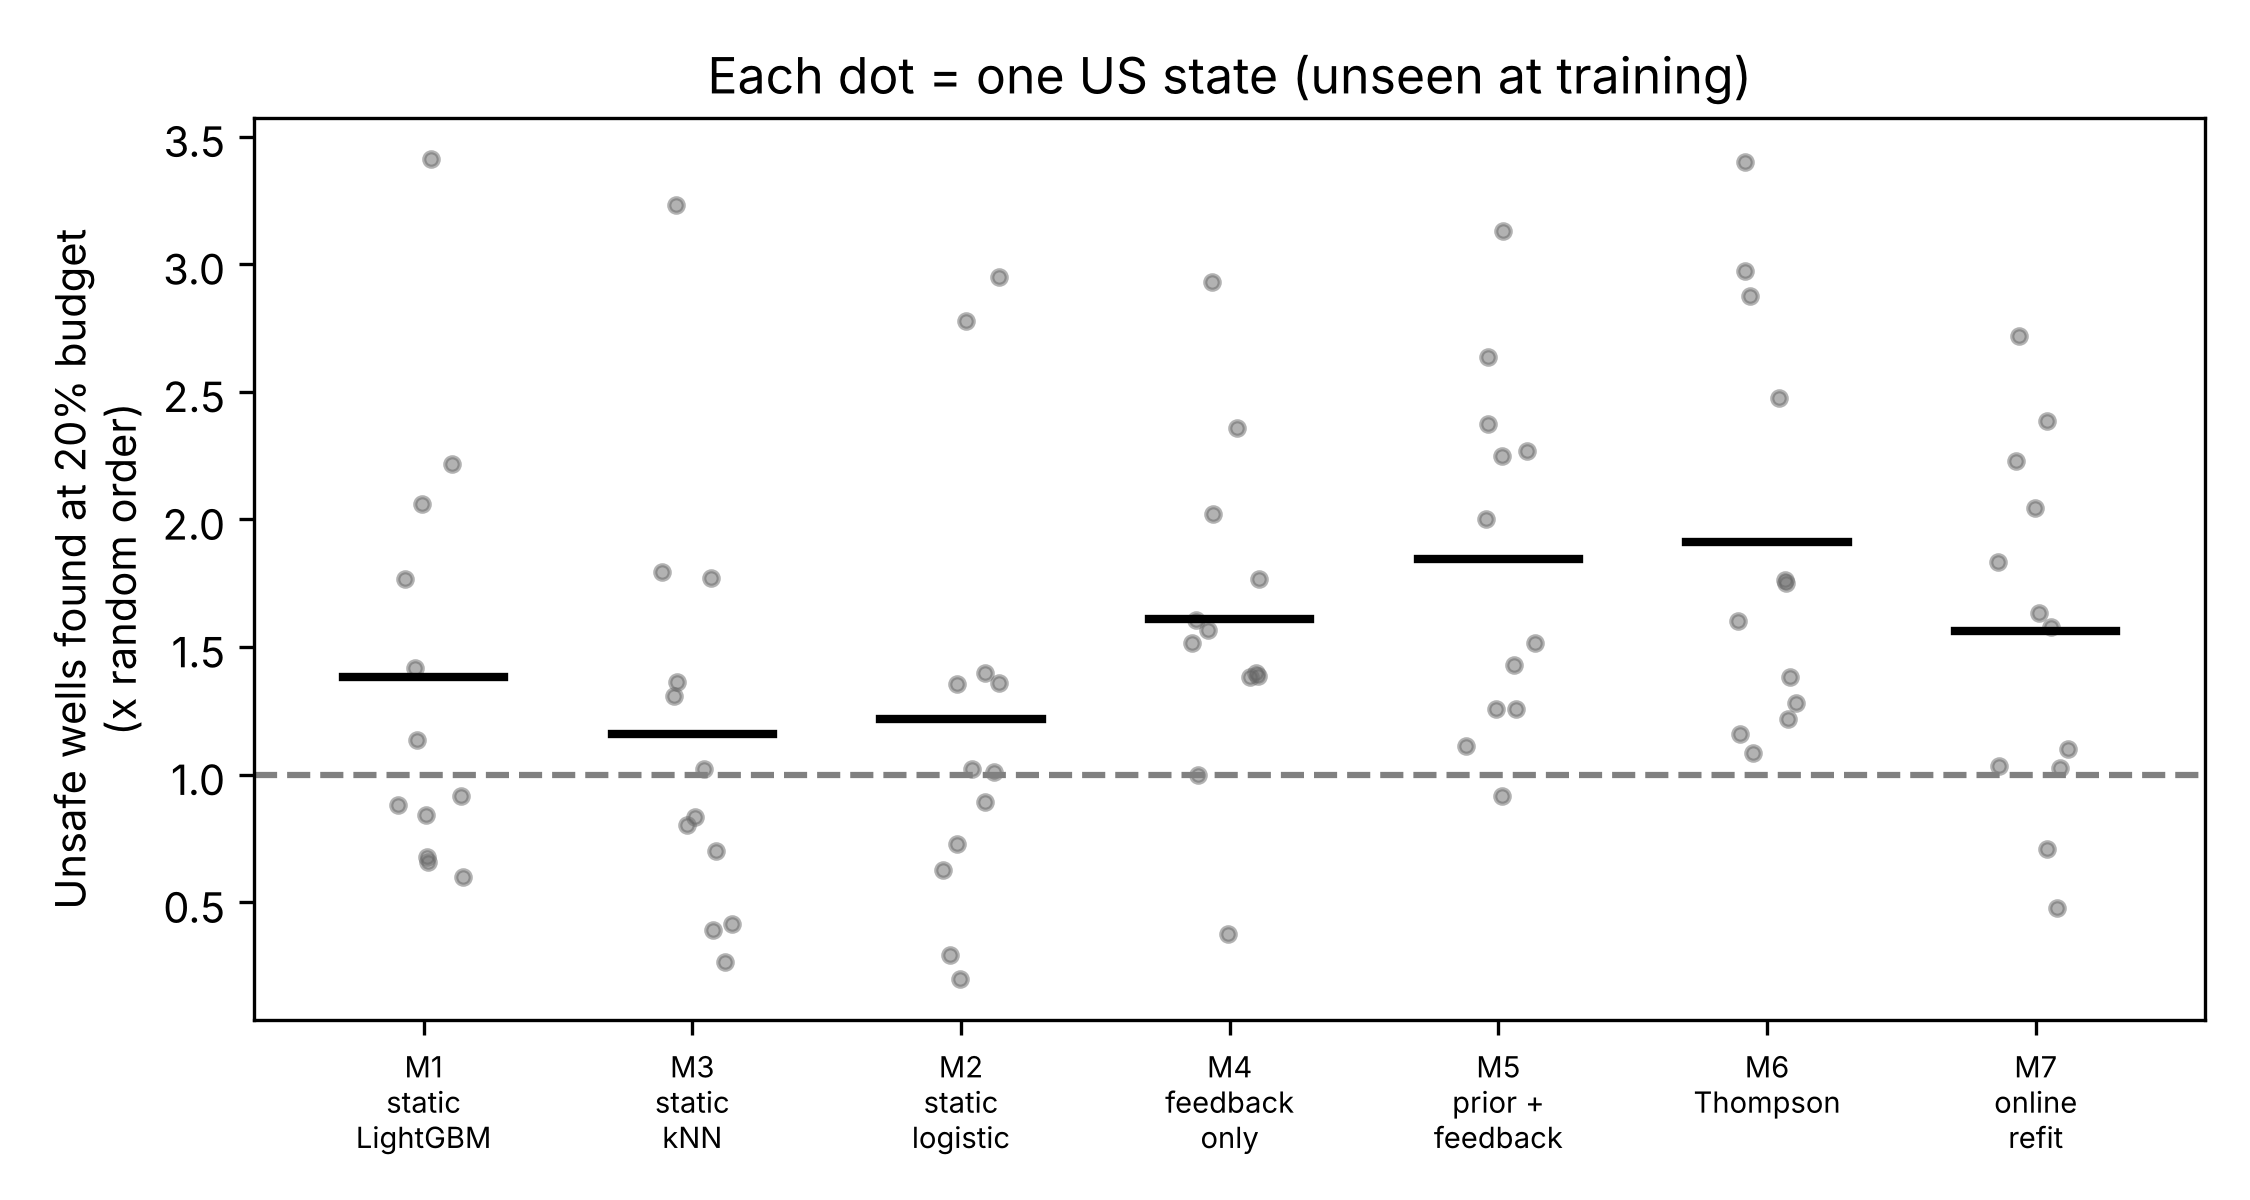 Each dot = one US state (unseen at training)
Unsafe wells found at 20% budget
(x random order)
3.5
3.0
2.5
2.0
1.5
1.0
0.5
M1
static
LightGBM
M3
static
kNN
M2
static
logistic
M4
feedback
only
M5
prior +
feedback
M6
Thompson
M7
online
refit